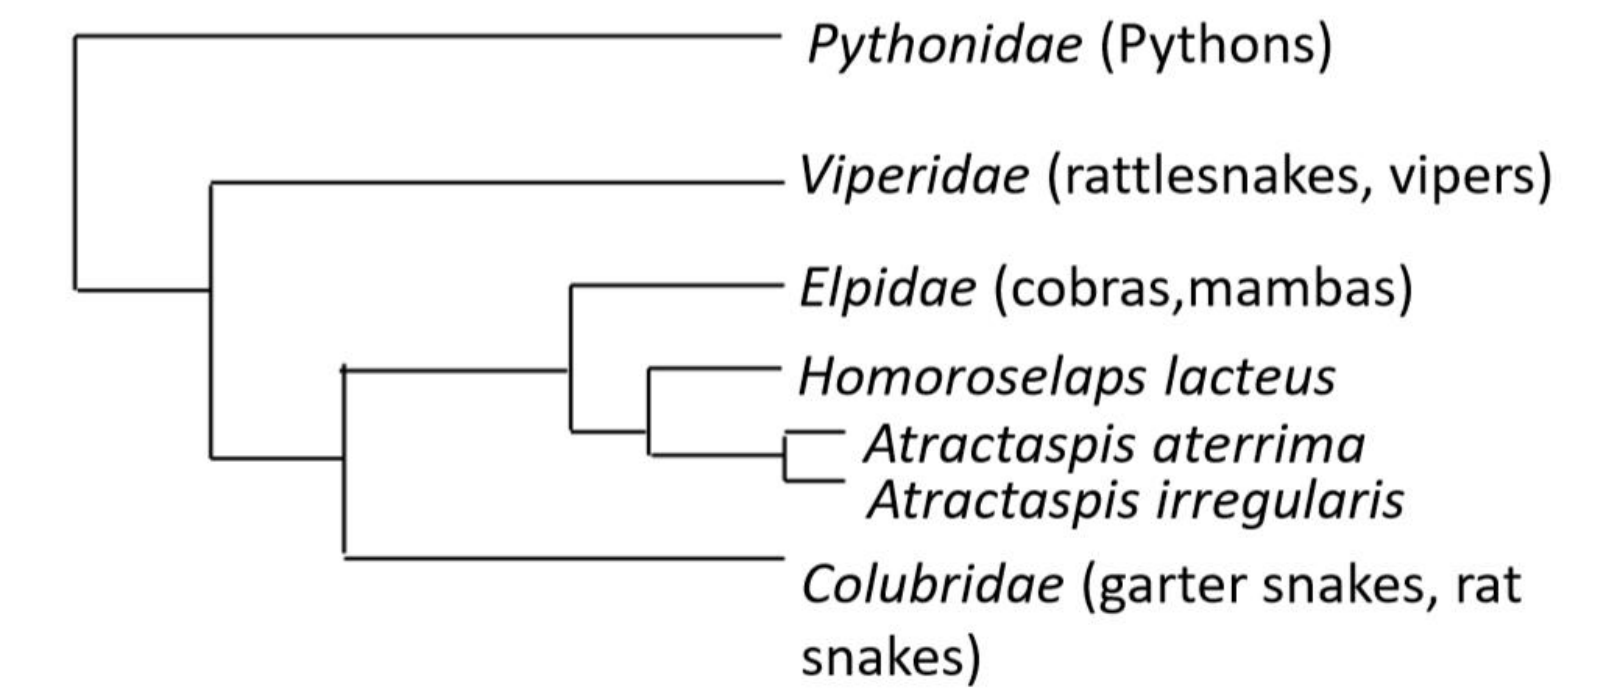 Pythonidae (Pythons)
Viperidae (rattlesnakes, vipers)
Elpidae (cobras,mambas)
Homoroselaps lacteus
Atractaspis aterrima
Atractaspis irregularis
Colubridae (garter snakes, rat
snakes)